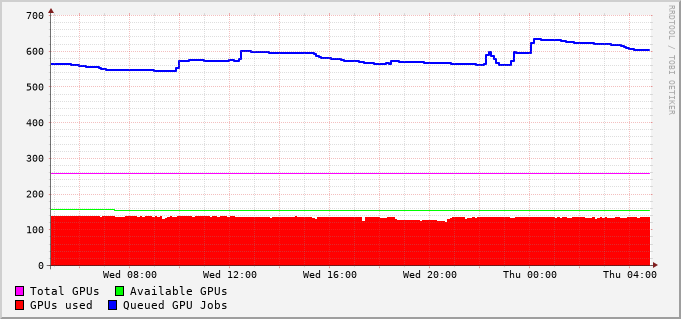 700
600
500
400
300
200
100
0
Wed 08:00 Wed 12:00 Wed 16:00 Wed 20:00 Thu 00:00 Thu 04:00
Total GPUs Available GPUs
GPUs used Queued GPU Jobs
RRDTOOL / TOBI OETIKER